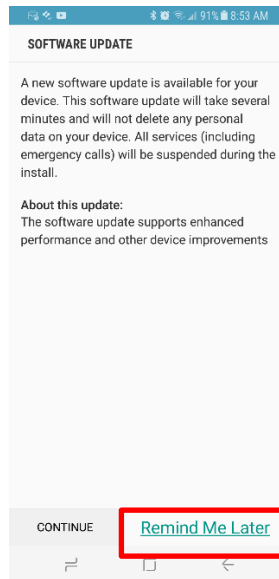 91% 8:53 AM
SOFTWARE UPDATE
A new software update is available for your
device. This software update will take several
minutes and will not delete any personal
data on your device. All services (including
emergency calls) will be suspended during the
install.
About this update:
The software update supports enhanced
performance and other device improvements
CONTINUE
Remind Me Later